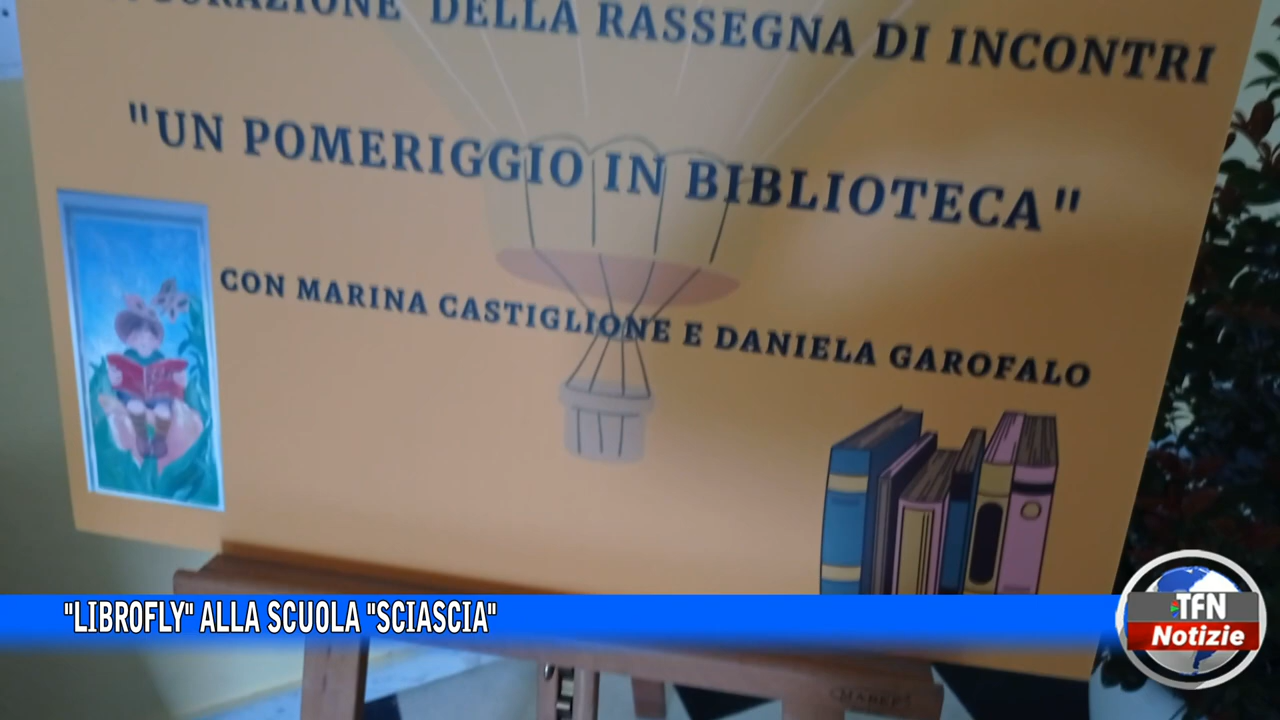 DELLA RASSEGNA DI INCONTRI
"UN POMERIGGIO IN BIBLIOTECA"
CON MARINA CASTIGLIONE E DANIELA GAROFALO
"LIBROFLY" ALLA SCUOLA "SCIASCIA"
TFN
Notizie